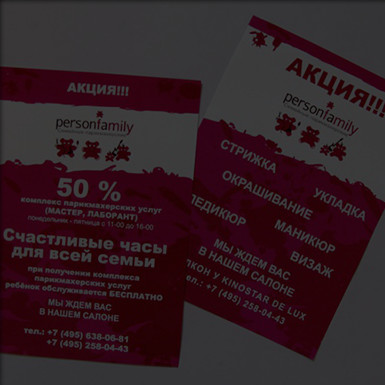 АКЦИЯ!!!
personfamily
50 %
комплекс парикмахерских услуг
(МАСТЕР, ЛАБОРАНТ)
понедельник - пятница с 11-00 до 16-00
Счастливые часы
для всей семьи
при получении комплекса
парикмахерских услуг
ребёнок обслуживается БЕСПЛАТНО
МЫ ЖДЕМ ВАС
В НАШЕМ САЛОНЕ
тел.: +7 (495) 638-06-81
+7 (495) 258-04-43
АКЦИЯ!!!
personfamily
СТРИЖКА
УКЛАДКА
ОКРАШИВАНИЕ
МАНИКЮР
ПЕДИКЮР
ВИЗАЖ
МЫ ЖДЕМ ВАС
В НАШЕМ САЛОНЕ
У KINOSTAR DE LUX
тел.: +7 (495) 258-04-43